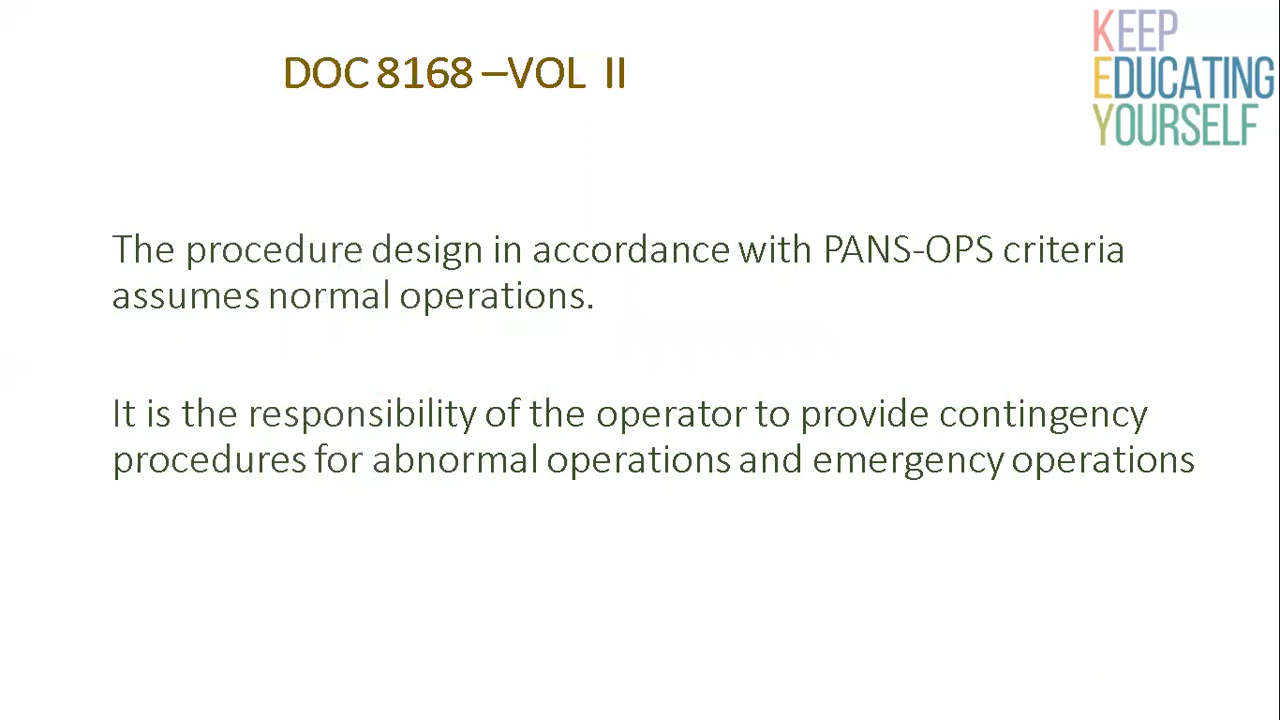 DOC 8168 –VOL II
KEEP
EDUCATING
YOURSELF
The procedure design in accordance with PANS-OPS criteria
assumes normal operations.
It is the responsibility of the operator to provide contingency
procedures for abnormal operations and emergency operations